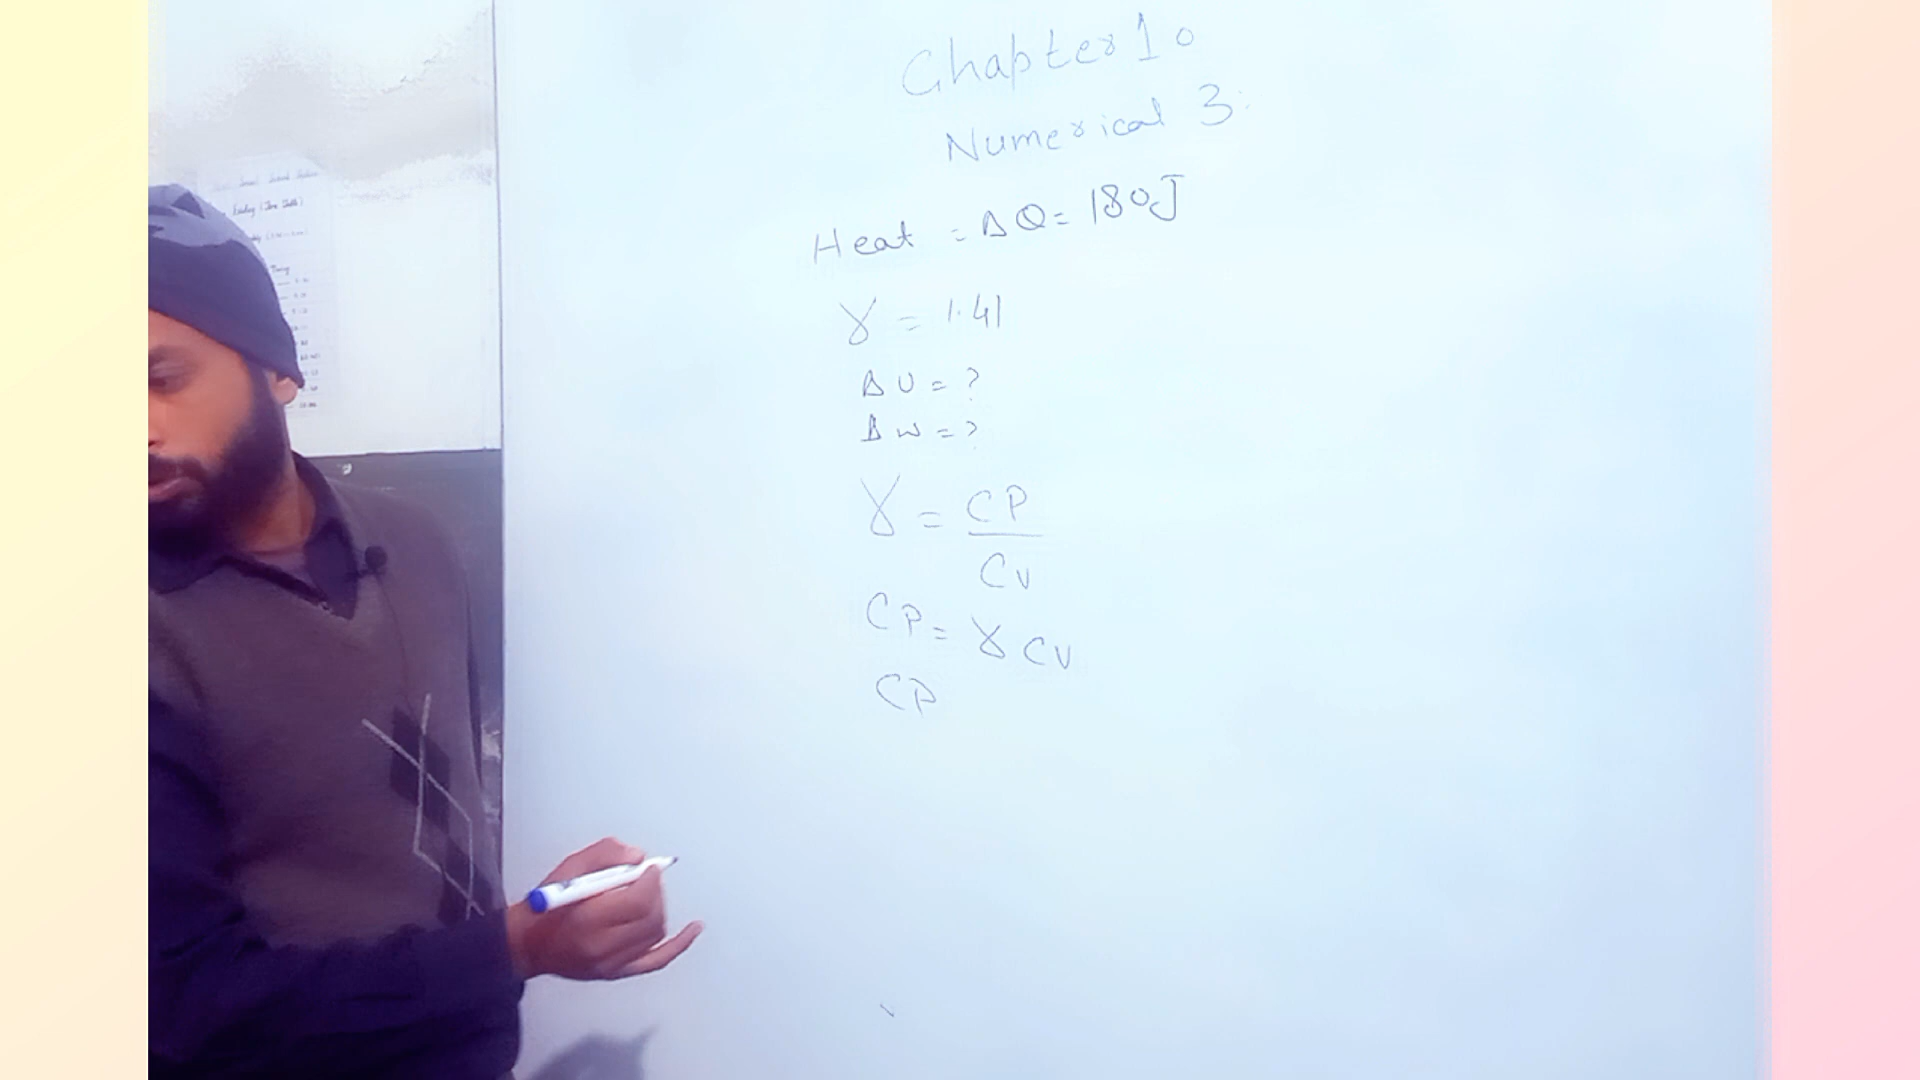 Chapter 10
Numerical 3:
Heat = ΔQ = 180J
γ = 1.41
ΔU = ?
ΔW = ?
γ = CP
Cv
CP = γ Cv
CP